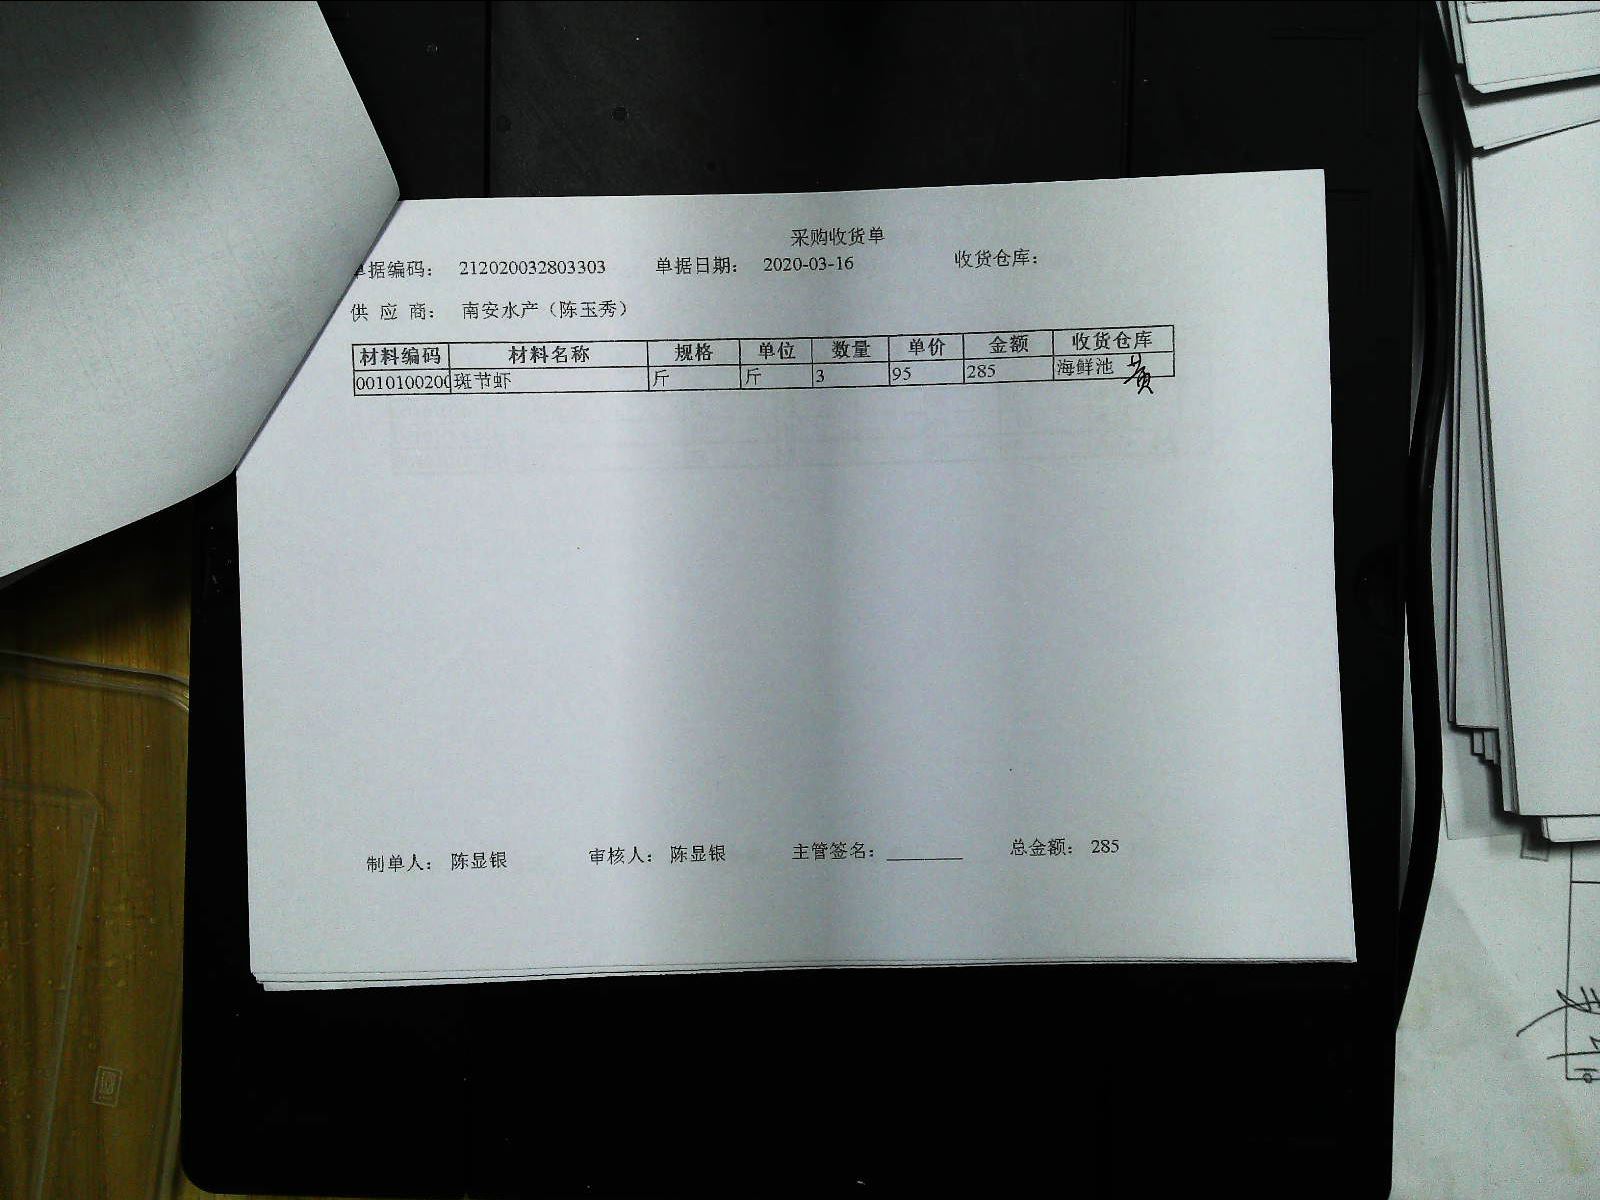 采购收货单
单据编码： 212020032803303 单据日期： 2020-03-16 收货仓库：
供 应 商： 南安水产（陈玉秀）
材料编码 材料名称 规格 单位 数量 单价 金额 收货仓库
0010100200 斑节虾 斤 斤 3 95 285 海鲜池 黄
制单人： 陈显银 审核人： 陈显银 主管签名： 总金额： 285